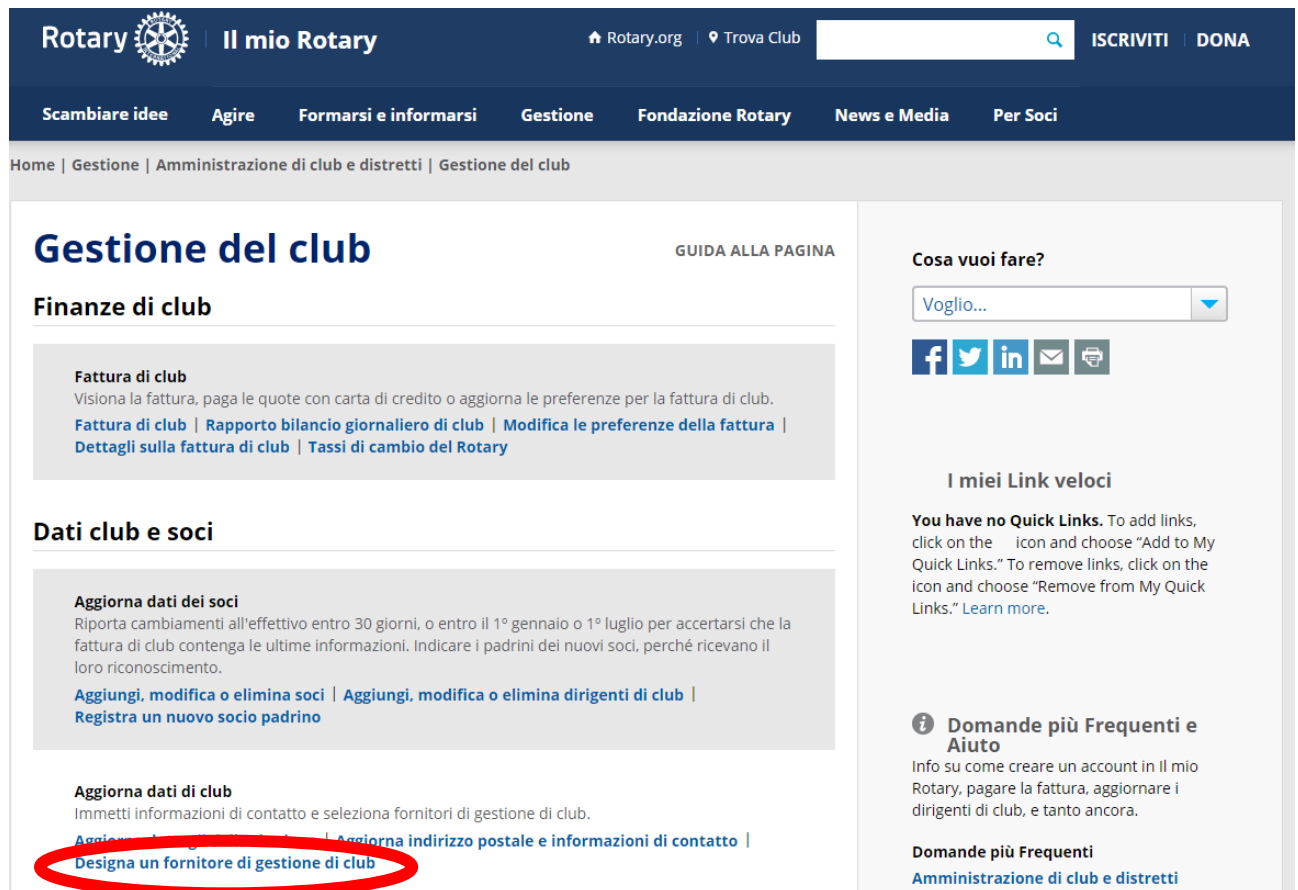 Rotary | Il mio Rotary
Rotary.org | Trova Club
ISCRIVITI | DONA
Scambiare idee Agire Formarsi e informarsi Gestione Fondazione Rotary News e Media Per Soci
Home | Gestione | Amministrazione di club e distretti | Gestione del club
Gestione del club
GUIDA ALLA PAGINA
Finanze di club
Fattura di club
Visiona la fattura, paga le quote con carta di credito o aggiorna le preferenze per la fattura di club.
Fattura di club | Rapporto bilancio giornaliero di club | Modifica le preferenze della fattura |
Dettagli sulla fattura di club | Tassi di cambio del Rotary
Dati club e soci
Aggiorna dati dei soci
Riporta cambiamenti all'effettivo entro 30 giorni, o entro il 1º gennaio o 1º luglio per accertarsi che la
fattura di club contenga le ultime informazioni. Indicare i padrini dei nuovi soci, perché ricevano il
loro riconoscimento.
Aggiungi, modifica o elimina soci | Aggiungi, modifica o elimina dirigenti di club |
Registra un nuovo socio padrino
Aggiorna dati di club
Immetti informazioni di contatto e seleziona fornitori di gestione di club.
| Aggiorna indirizzo postale e informazioni di contatto |
Designa un fornitore di gestione di club
Cosa vuoi fare?
Voglio...
I miei Link veloci
You have no Quick Links. To add links,
click on the icon and choose “Add to My
Quick Links.” To remove links, click on the
icon and choose “Remove from My Quick
Links.” Learn more.
Domande più Frequenti e
Aiuto
Info su come creare un account in Il mio
Rotary, pagare la fattura, aggiornare i
dirigenti di club, e tanto ancora.
Domande più Frequenti
Amministrazione di club e distretti